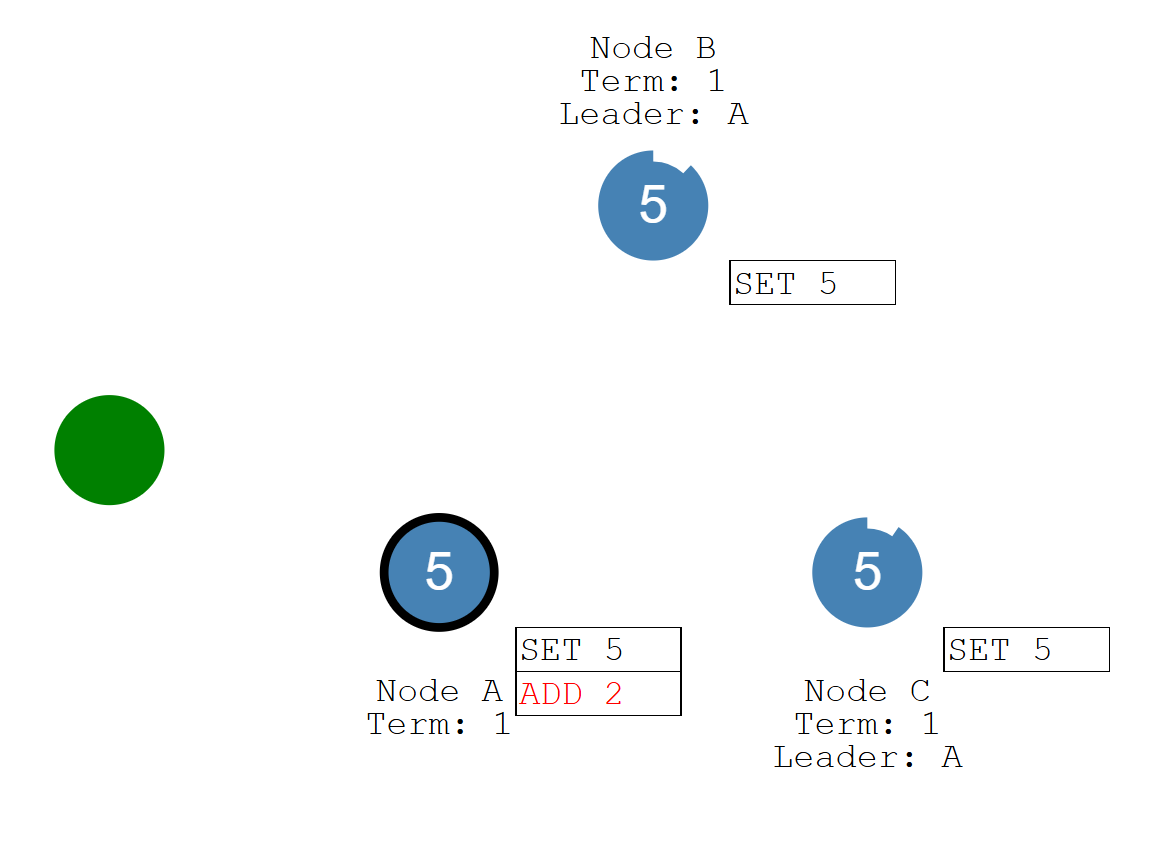 Node B
Term: 1
Leader: A
5
SET 5
5
SET 5
ADD 2
Node A
Term: 1
5
SET 5
Node C
Term: 1
Leader: A